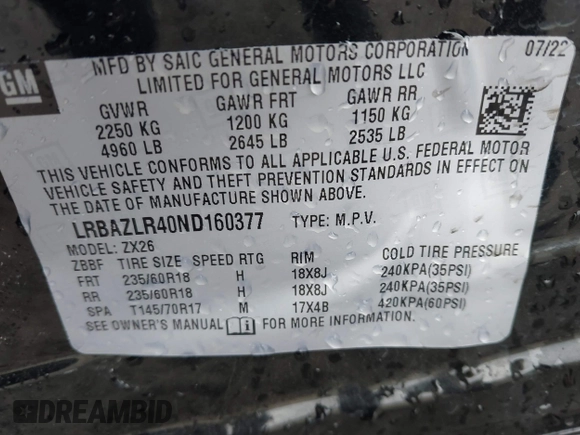 GM
MFD BY SAIC GENERAL MOTORS CORPORATION 07/22
LIMITED FOR GENERAL MOTORS LLC
GVWR GAWR FRT GAWR RR
2250 KG 1200 KG 1150 KG
4960 LB 2645 LB 2535 LB
THIS VEHICLE CONFORMS TO ALL APPLICABLE U.S. FEDERAL MOTOR
VEHICLE SAFETY AND THEFT PREVENTION STANDARDS IN EFFECT ON
THE DATE OF MANUFACTURE SHOWN ABOVE.
LRBAZLR40ND160377 TYPE: M.P.V.
MODEL: ZX26
ZBBF TIRE SIZE SPEED RTG RIM COLD TIRE PRESSURE
FRT 235/60R18 H 18X8J 240KPA(35PSI)
RR 235/60R18 H 18X8J 240KPA(35PSI)
SPA T145/70R17 M 17X4B 420KPA(60PSI)
SEE OWNER'S MANUAL FOR MORE INFORMATION.
DREAMBID